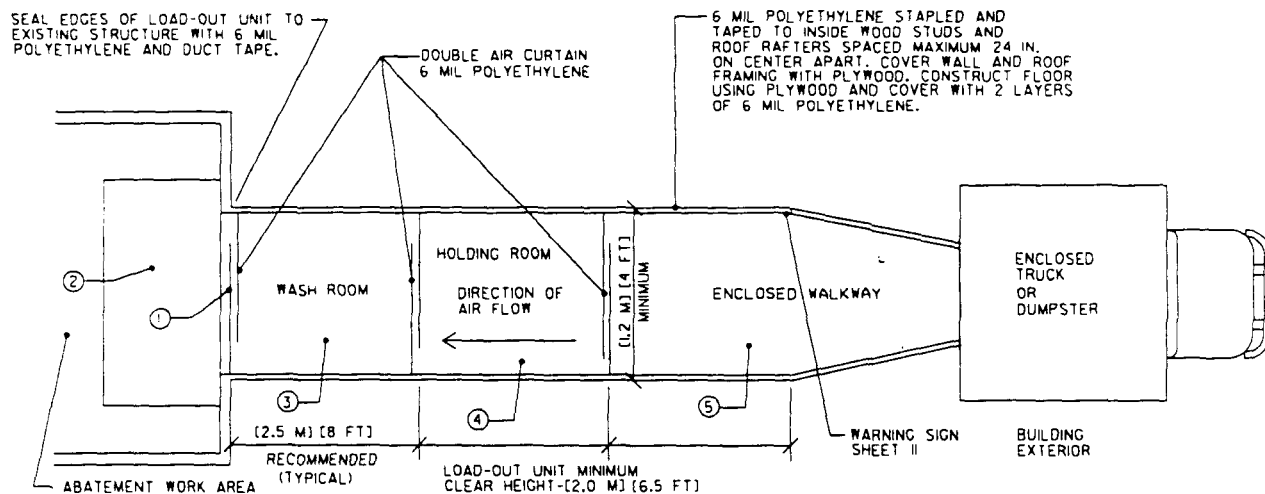 SEAL EDGES OF LOAD-OUT UNIT TO
EXISTING STRUCTURE WITH 6 MIL
POLYETHYLENE AND DUCT TAPE.
DOUBLE AIR CURTAIN
6 MIL POLYETHYLENE
6 MIL POLYETHYLENE STAPLED AND
TAPED TO INSIDE WOOD STUDS AND
ROOF RAFTERS SPACED MAXIMUM 24 IN.
ON CENTER APART. COVER WALL AND ROOF
FRAMING WITH PLYWOOD. CONSTRUCT FLOOR
USING PLYWOOD AND COVER WITH 2 LAYERS
OF 6 MIL POLYETHYLENE.
2
1
WASH ROOM
3
HOLDING ROOM
DIRECTION OF
AIR FLOW
4
[1.2 M] [4 FT]
MINIMUM
ENCLOSED WALKWAY
5
ENCLOSED
TRUCK
OR
DUMPSTER
[2.5 M] [8 FT]
RECOMMENDED
(TYPICAL)
LOAD-OUT UNIT MINIMUM
CLEAR HEIGHT-[2.0 M] [6.5 FT]
WARNING SIGN
SHEET 11
BUILDING
EXTERIOR
ABATEMENT WORK AREA